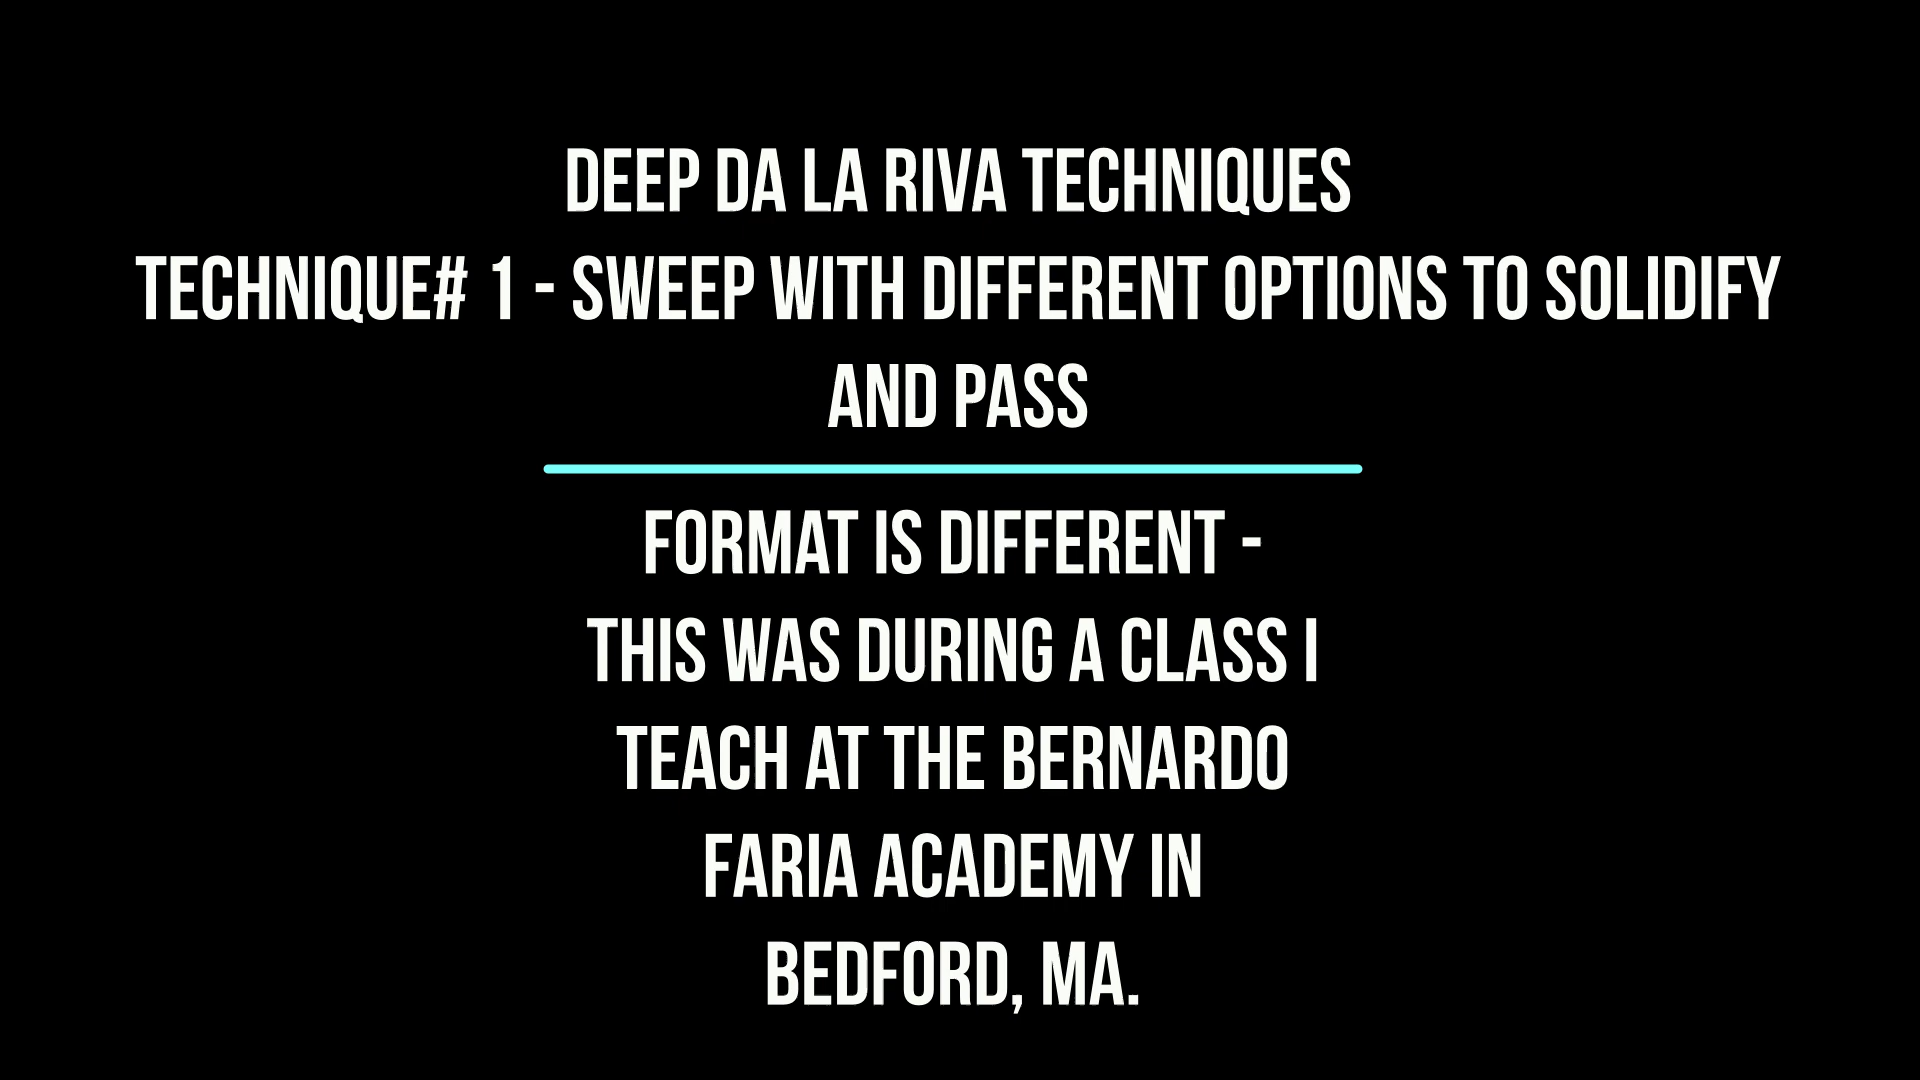 DEEP DA LA RIVA TECHNIQUES
TECHNIQUE# 1 - SWEEP WITH DIFFERENT OPTIONS TO SOLIDIFY
AND PASS
FORMAT IS DIFFERENT -
THIS WAS DURING A CLASS I
TEACH AT THE BERNARDO
FARIA ACADEMY IN
BEDFORD, MA.